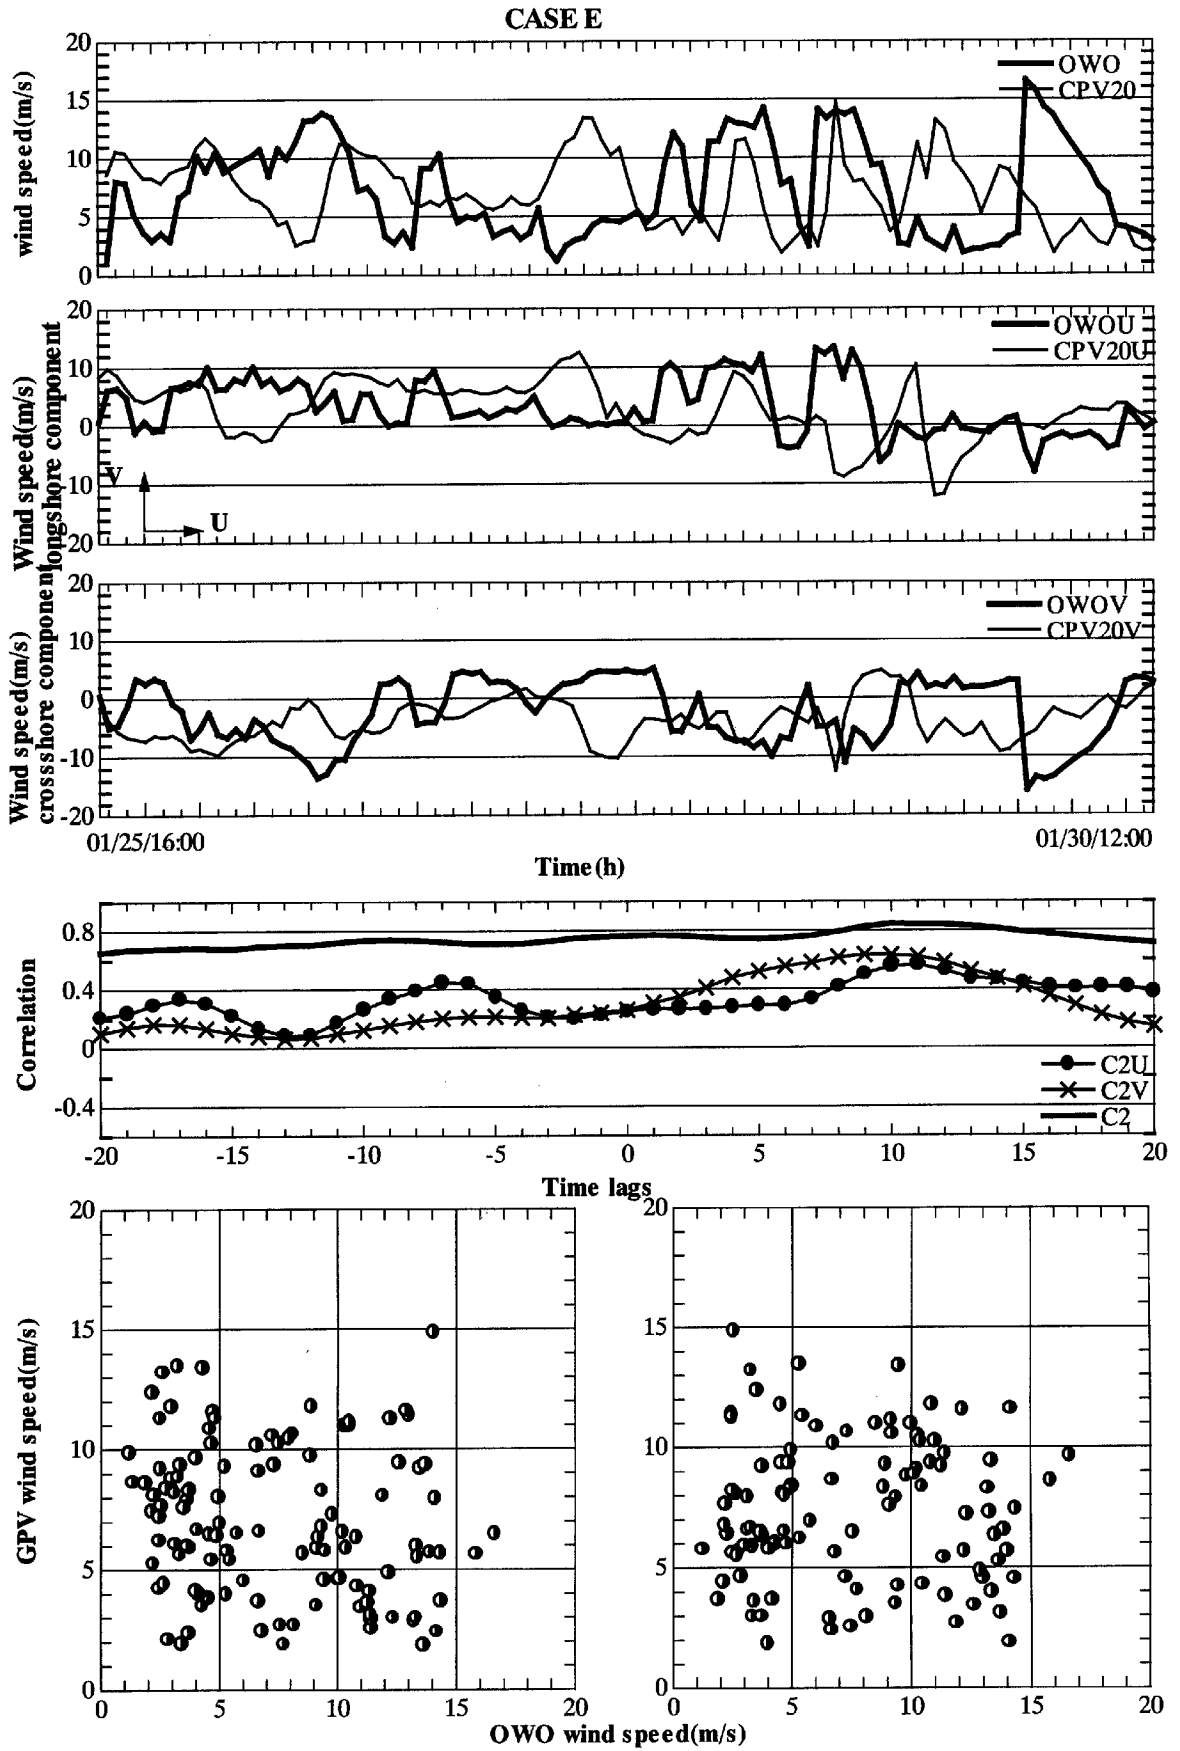 CASE E
20
15
10
5
0
wind speed(m/s)
OWO
CPV20
20
10
0
-10
-20
Wind speed(m/s)
longshore component
OWOU
CPV20U
V
U
20
10
0
-10
-20
Wind speed(m/s)
crossshore component
OWOV
CPV20V
01/25/16:00
01/30/12:00
Time(h)
0.8
0.4
0
-0.4
Correlation
C2U
C2V
C2
-20 -15 -10 -5 0 5 10 15 20
Time lags
20
15
10
5
0
GPV wind speed(m/s)
0 5 10 15 20
20
15
10
5
0
0 5 10 15 20
OWO wind speed(m/s)